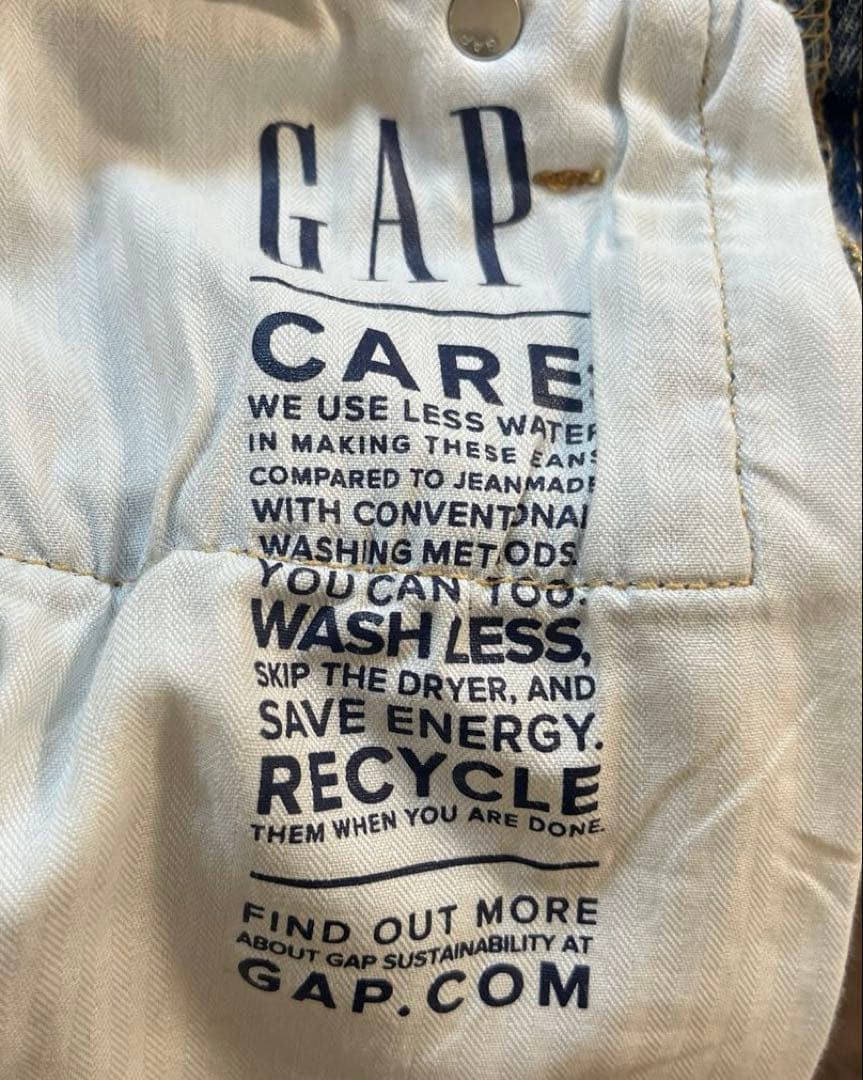 GAP
GAP
CARE:
WE USE LESS WATER
IN MAKING THESE EANS
COMPARED TO JEANMADE
WITH CONVENTONAL
WASHING METODS.
YOU CAN TOO:
WASH LESS,
SKIP THE DRYER, AND
SAVE ENERGY.
RECYCLE
THEM WHEN YOU ARE DONE.
FIND OUT MORE
ABOUT GAP SUSTAINABILITY AT
GAP.COM